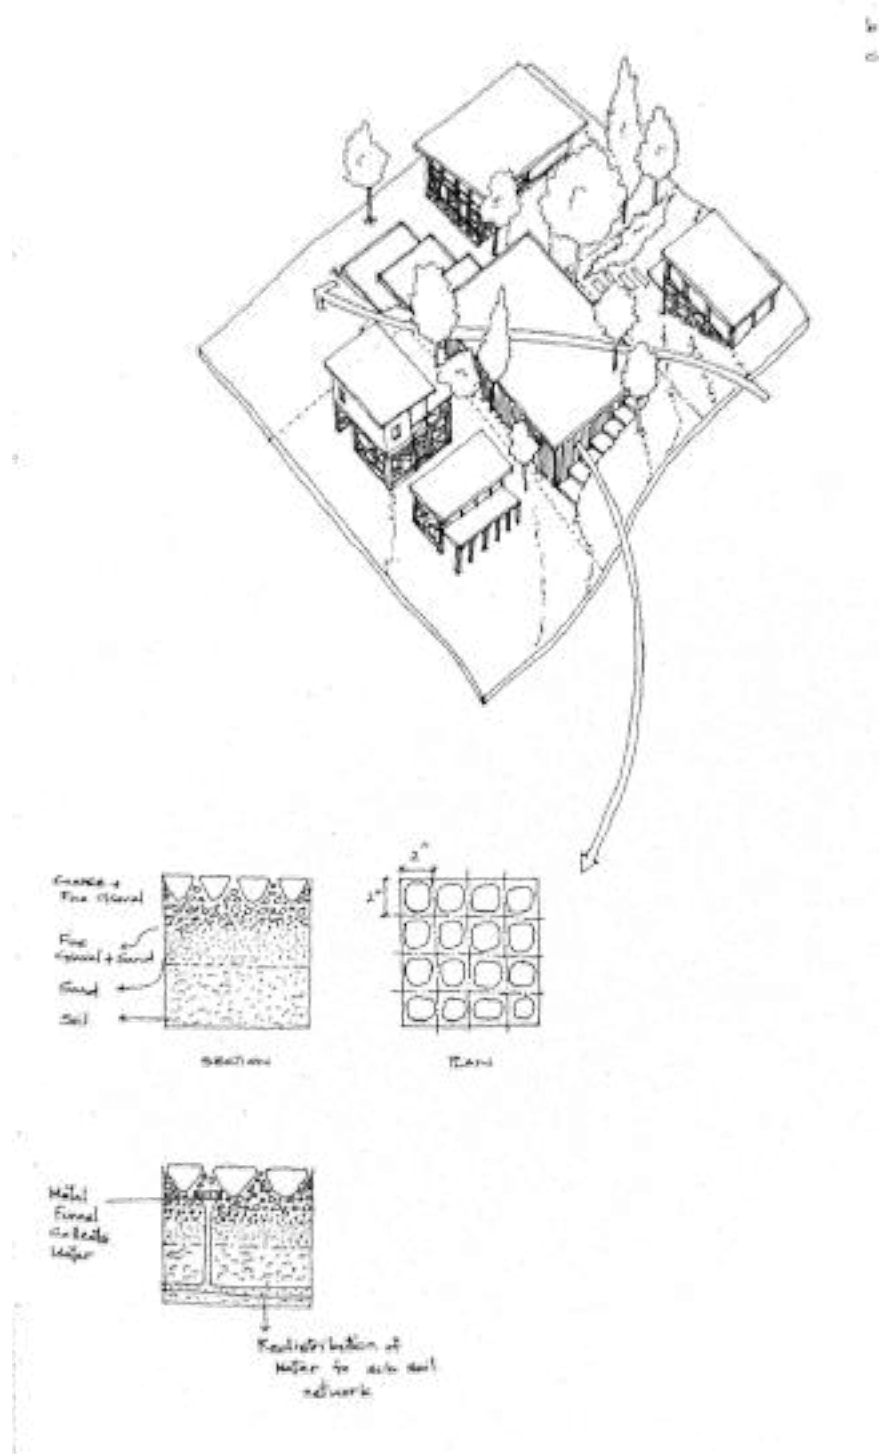 b
c
2"
2"
Coarse +
Fine Gravel
Fine
Gravel + Sand
Sand
Soil
SECTION
PLAN
Metal
Funnel
Collects
Water
Redistribution of
Water to sub soil
network